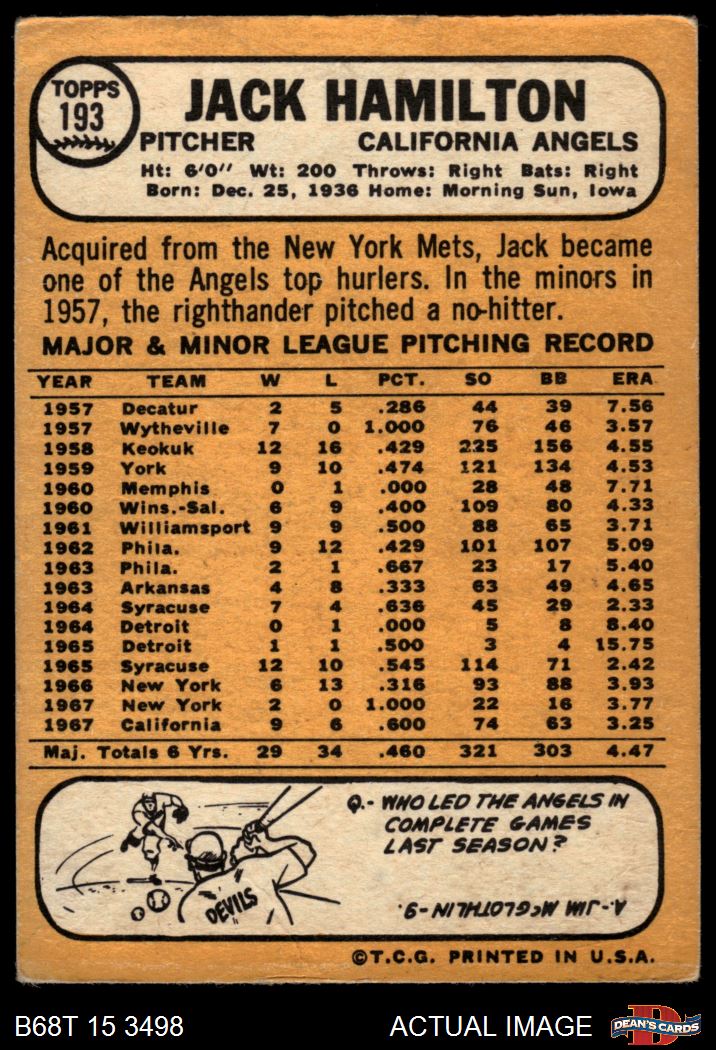 TOPPS
193
JACK HAMILTON
PITCHER CALIFORNIA ANGELS
Ht: 6'0" Wt: 200 Throws: Right Bats: Right
Born: Dec. 25, 1936 Home: Morning Sun, Iowa
Acquired from the New York Mets, Jack became
one of the Angels top hurlers. In the minors in
1957, the righthander pitched a no-hitter.
MAJOR & MINOR LEAGUE PITCHING RECORD
YEAR TEAM W L PCT. SO BB ERA
1957 Decatur 2 5 .286 44 39 7.56
1957 Wytheville 7 0 1.000 76 46 3.57
1958 Keokuk 12 16 .429 225 156 4.55
1959 York 9 10 .474 121 134 4.53
1960 Memphis 0 1 .000 28 48 7.71
1960 Wins.-Sal. 6 9 .400 109 80 4.33
1961 Williamsport 9 9 .500 88 65 3.71
1962 Phila. 9 12 .429 101 107 5.09
1963 Phila. 2 1 .667 23 17 5.40
1963 Arkansas 4 8 .333 63 49 4.65
1964 Syracuse 7 4 .636 45 29 2.33
1964 Detroit 0 1 .000 5 8 8.40
1965 Detroit 1 1 .500 3 4 15.75
1965 Syracuse 12 10 .545 114 71 2.42
1966 New York 6 13 .316 93 88 3.93
1967 New York 2 0 1.000 22 16 3.77
1967 California 9 6 .600 74 63 3.25
Maj. Totals 6 Yrs. 29 34 .460 321 303 4.47
Q.- WHO LED THE ANGELS IN
COMPLETE GAMES
LAST SEASON?
DEVILS
A.-JIM McGLOTHLIN -9.
©T.C.G. PRINTED IN U.S.A.
B68T 15 3498 ACTUAL IMAGE
D
DEAN'S CARDS